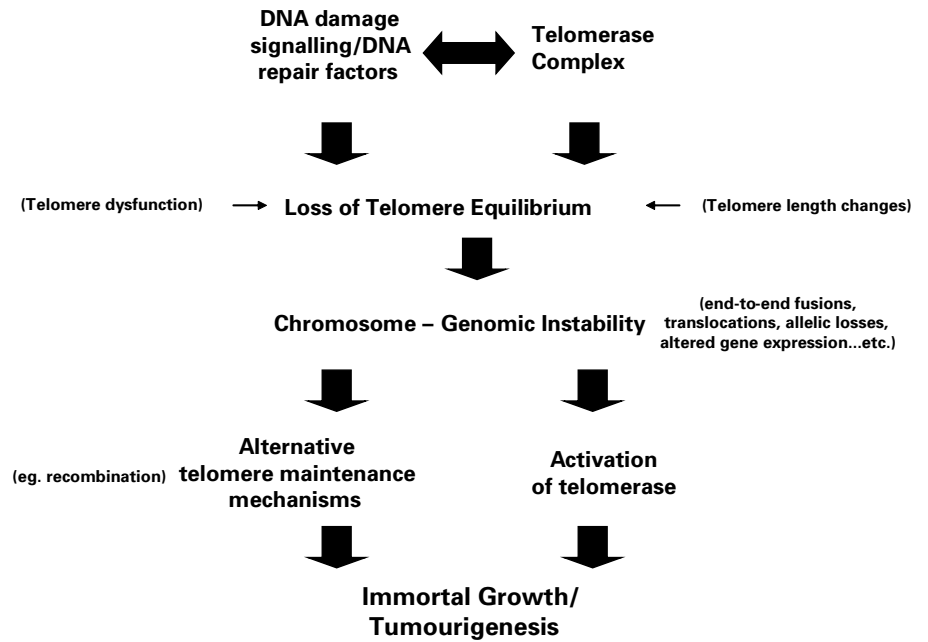 DNA damage
signalling/DNA
repair factors
Telomerase
Complex
(Telomere dysfunction)
Loss of Telomere Equilibrium
(Telomere length changes)
Chromosome – Genomic Instability
(end-to-end fusions,
translocations, allelic losses,
altered gene expression...etc.)
(eg. recombination)
Alternative
telomere maintenance
mechanisms
Activation
of telomerase
Immortal Growth/
Tumourigenesis